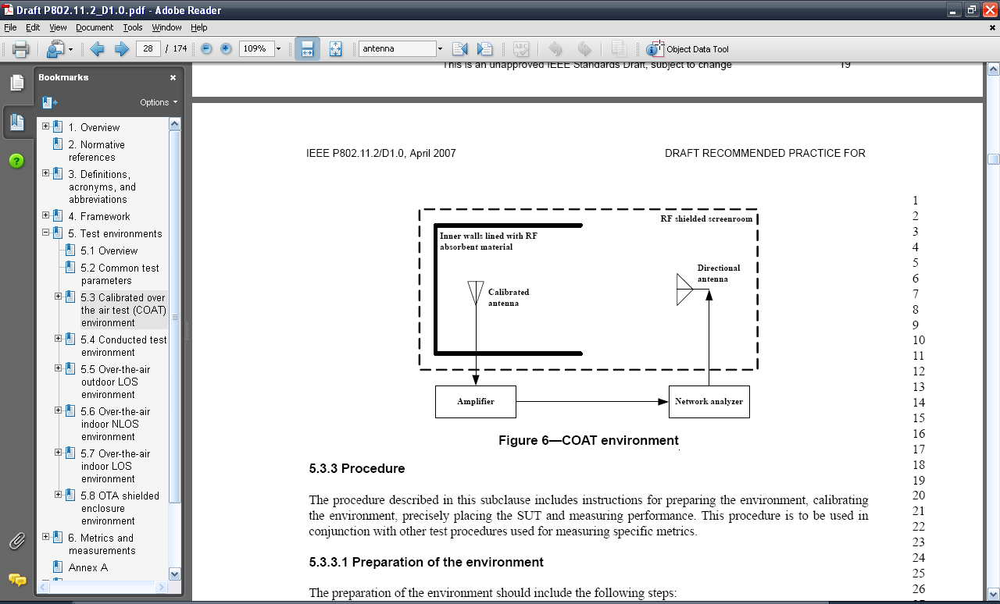 Draft P802.11.2_D1.0.pdf - Adobe Reader
File Edit View Document Tools Window Help
28 / 174 109% antenna Object Data Tool
Bookmarks
Options
1. Overview
2. Normative
references
3. Definitions,
acronyms, and
abbreviations
4. Framework
5. Test environments
5.1 Overview
5.2 Common test
parameters
5.3 Calibrated over
the air test (COAT)
environment
5.4 Conducted test
environment
5.5 Over-the-air
outdoor LOS
environment
5.6 Over-the-air
indoor NLOS
environment
5.7 Over-the-air
indoor LOS
environment
5.8 OTA shielded
enclosure
environment
6. Metrics and
measurements
Annex A
This is an unapproved IEEE Standards Draft, subject to change 19
IEEE P802.11.2/D1.0, April 2007 DRAFT RECOMMENDED PRACTICE FOR
RF shielded screenroom
Inner walls lined with RF
absorbent material
Directional
antenna
Calibrated
antenna
Amplifier
Network analyzer
Figure 6—COAT environment
5.3.3 Procedure
The procedure described in this subclause includes instructions for preparing the environment, calibrating
the environment, precisely placing the SUT and measuring performance. This procedure is to be used in
conjunction with other test procedures used for measuring specific metrics.
5.3.3.1 Preparation of the environment
The preparation of the environment should include the following steps:
1
2
3
4
5
6
7
8
9
10
11
12
13
14
15
16
17
18
19
20
21
22
23
24
25
26